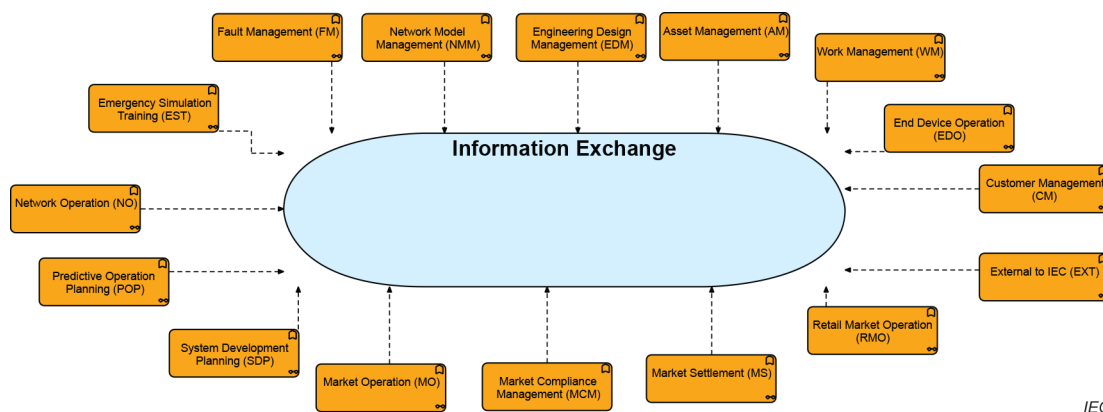 Fault Management (FM)
Network Model
Management (NMM)
Engineering Design
Management (EDM)
Asset Management (AM)
Work Management (WM)
Emergency Simulation
Training (EST)
End Device Operation
(EDO)
Information Exchange
Customer Management
(CM)
Network Operation (NO)
Predictive Operation
Planning (POP)
External to IEC (EXT)
System Development
Planning (SDP)
Retail Market Operation
(RMO)
Market Operation (MO)
Market Compliance
Management (MCM)
Market Settlement (MS)
IEC